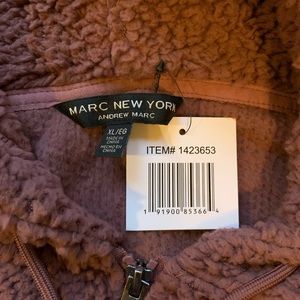 MARC NEW YORK
ANDREW MARC
XL/EG
MADE IN
CHINA
HECHO EN
CHINA
ITEM# 1423653
1 91900 85366 4